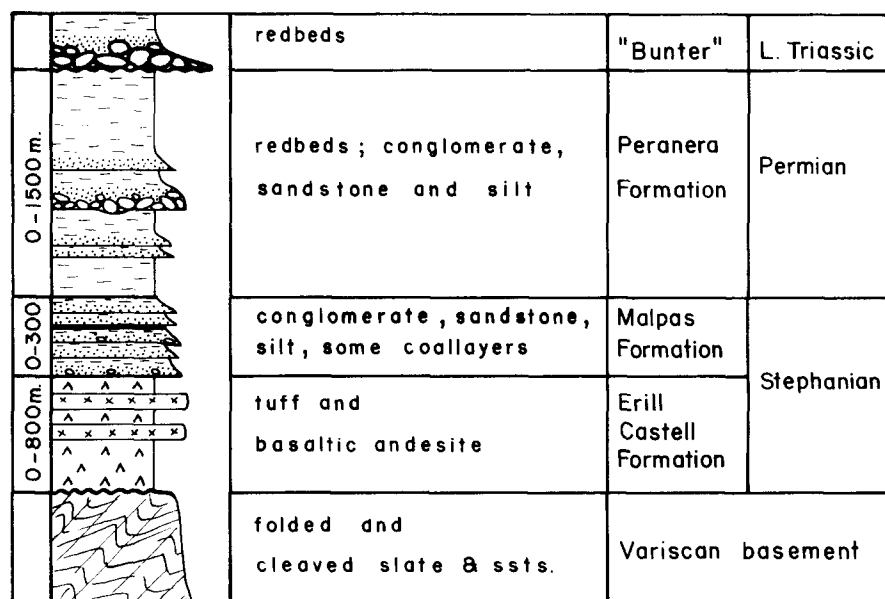 redbeds
"Bunter"
L. Triassic
0-1500m.
redbeds; conglomerate,
sandstone and silt
Peranera
Formation
Permian
0-300
conglomerate, sandstone,
silt, some coallayers
Malpas
Formation
Stephanian
0-800m.
tuff and
basaltic andesite
Erill
Castell
Formation
folded and
cleaved slate & ssts.
Variscan basement